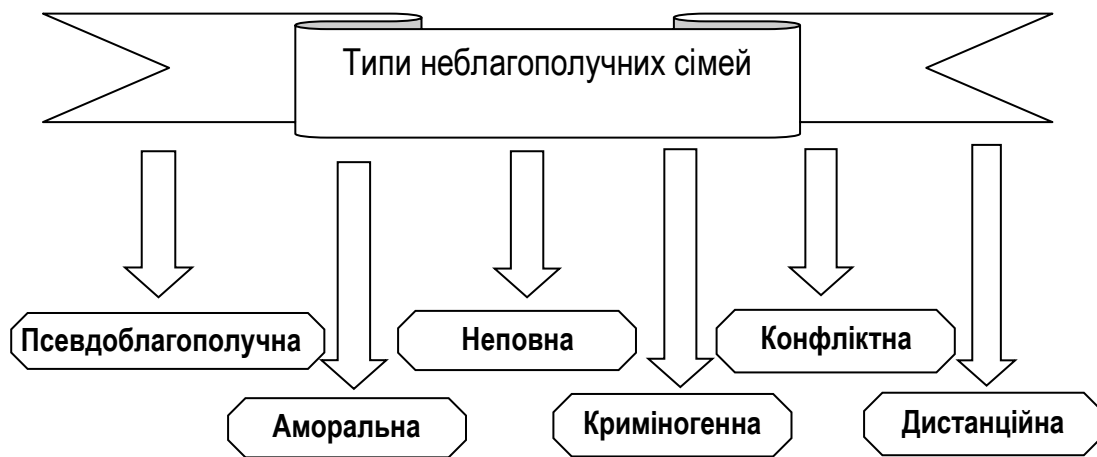 Типи неблагополучних сімей
Псевдоблагополучна
Неповна
Конфліктна
Аморальна
Криміногенна
Дистанційна